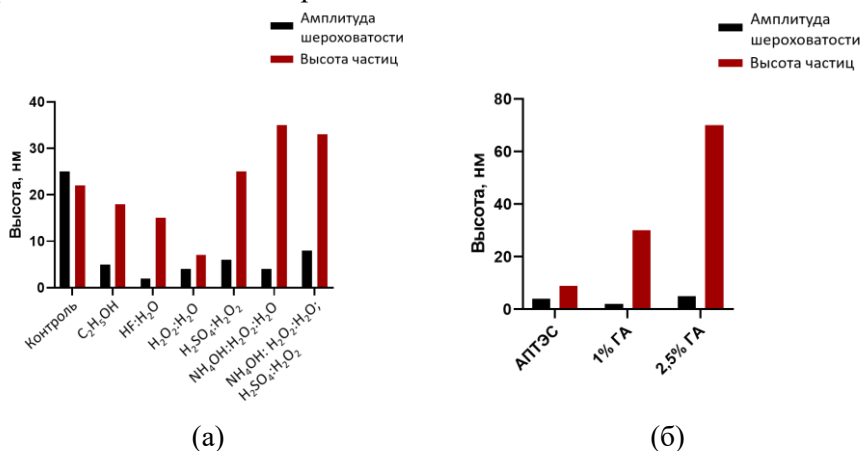 Амплитуда
шероховатости
Высота частиц
Высота, нм
40
30
20
10
0
Контроль
C₂H₅OH
HF:H₂O
H₂O₂:H₂O
H₂SO₄:H₂O₂
NH₄OH:H₂O₂:H₂O
NH₄OH: H₂O₂:H₂O;
H₂SO₄:H₂O₂
(а)
Амплитуда
шероховатости
Высота частиц
Высота, нм
80
60
40
20
0
АПТЭС
1% ГА
2,5% ГА
(б)